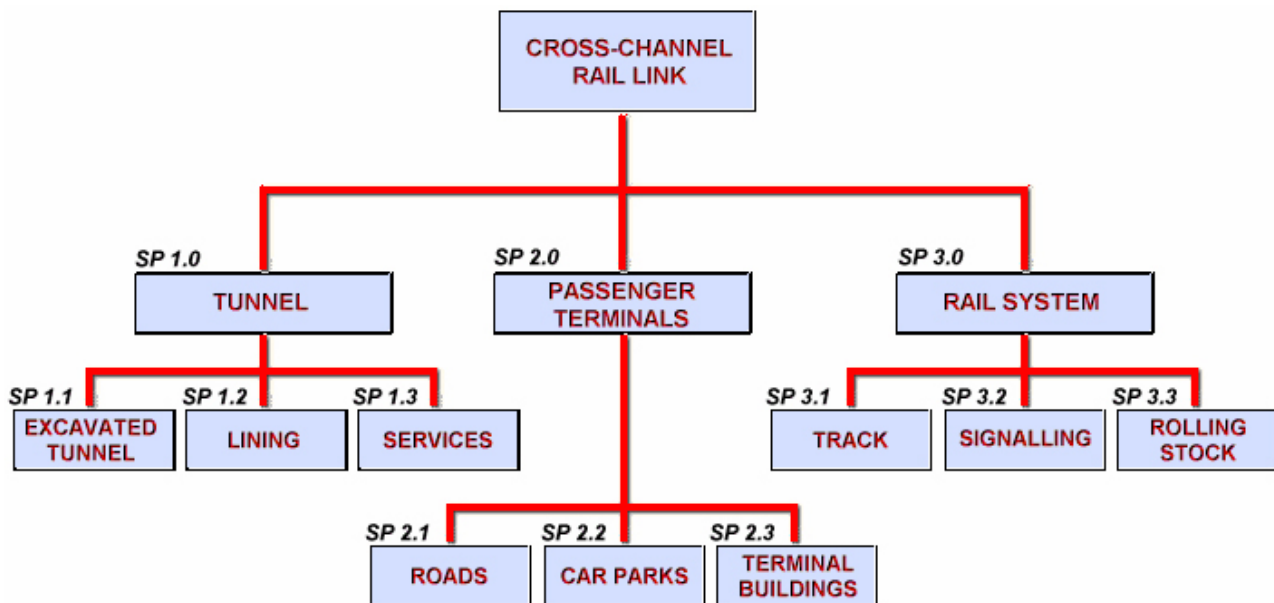 CROSS-CHANNEL
RAIL LINK
SP 1.0
TUNNEL
SP 2.0
PASSENGER
TERMINALS
SP 3.0
RAIL SYSTEM
SP 1.1
EXCAVATED
TUNNEL
SP 1.2
LINING
SP 1.3
SERVICES
SP 3.1
TRACK
SP 3.2
SIGNALLING
SP 3.3
ROLLING
STOCK
SP 2.1
ROADS
SP 2.2
CAR PARKS
SP 2.3
TERMINAL
BUILDINGS